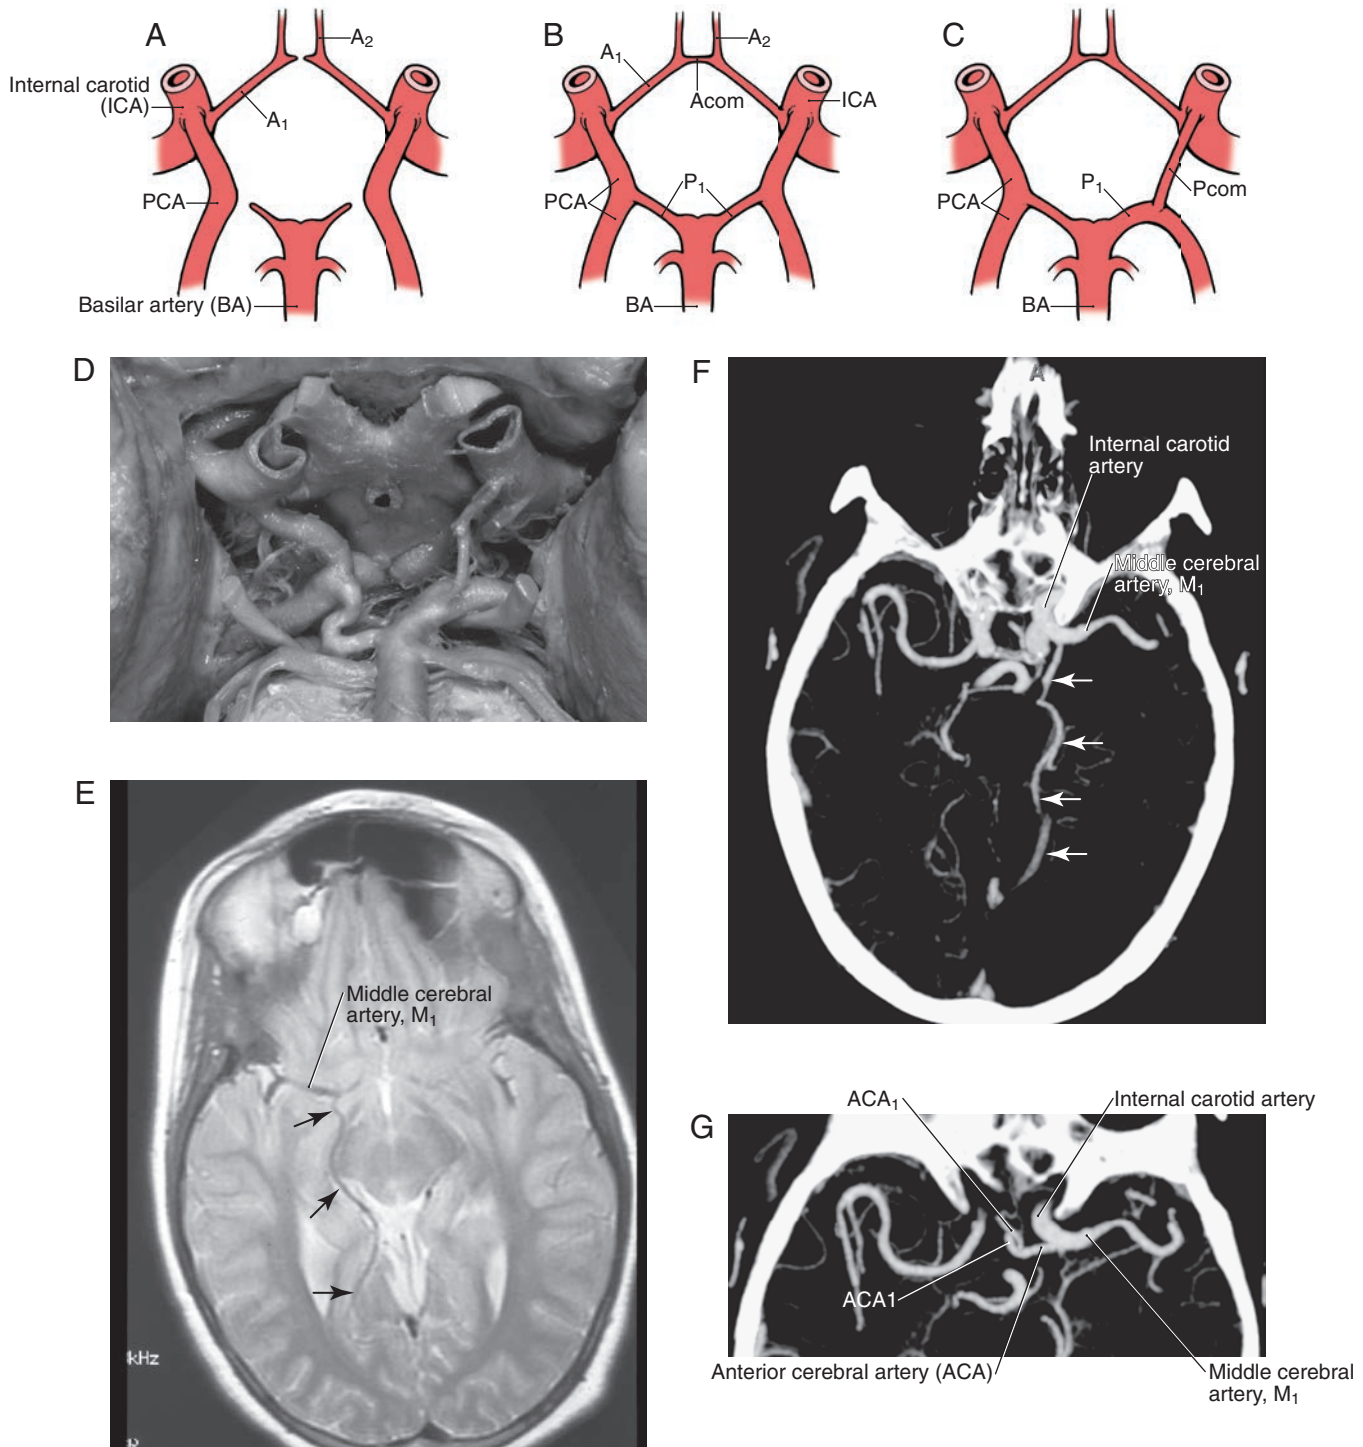 A
A2
Internal carotid
(ICA)
A1
PCA
Basilar artery (BA)
B
A1
A2
Acom
ICA
P1
PCA
BA
C
P1
Pcom
PCA
BA
D
E
Middle cerebral
artery, M1
kHz
F
A
Internal carotid
artery
Middle cerebral
artery, M1
G
ACA1
Internal carotid artery
ACA1
Anterior cerebral artery (ACA)
Middle cerebral
artery, M1